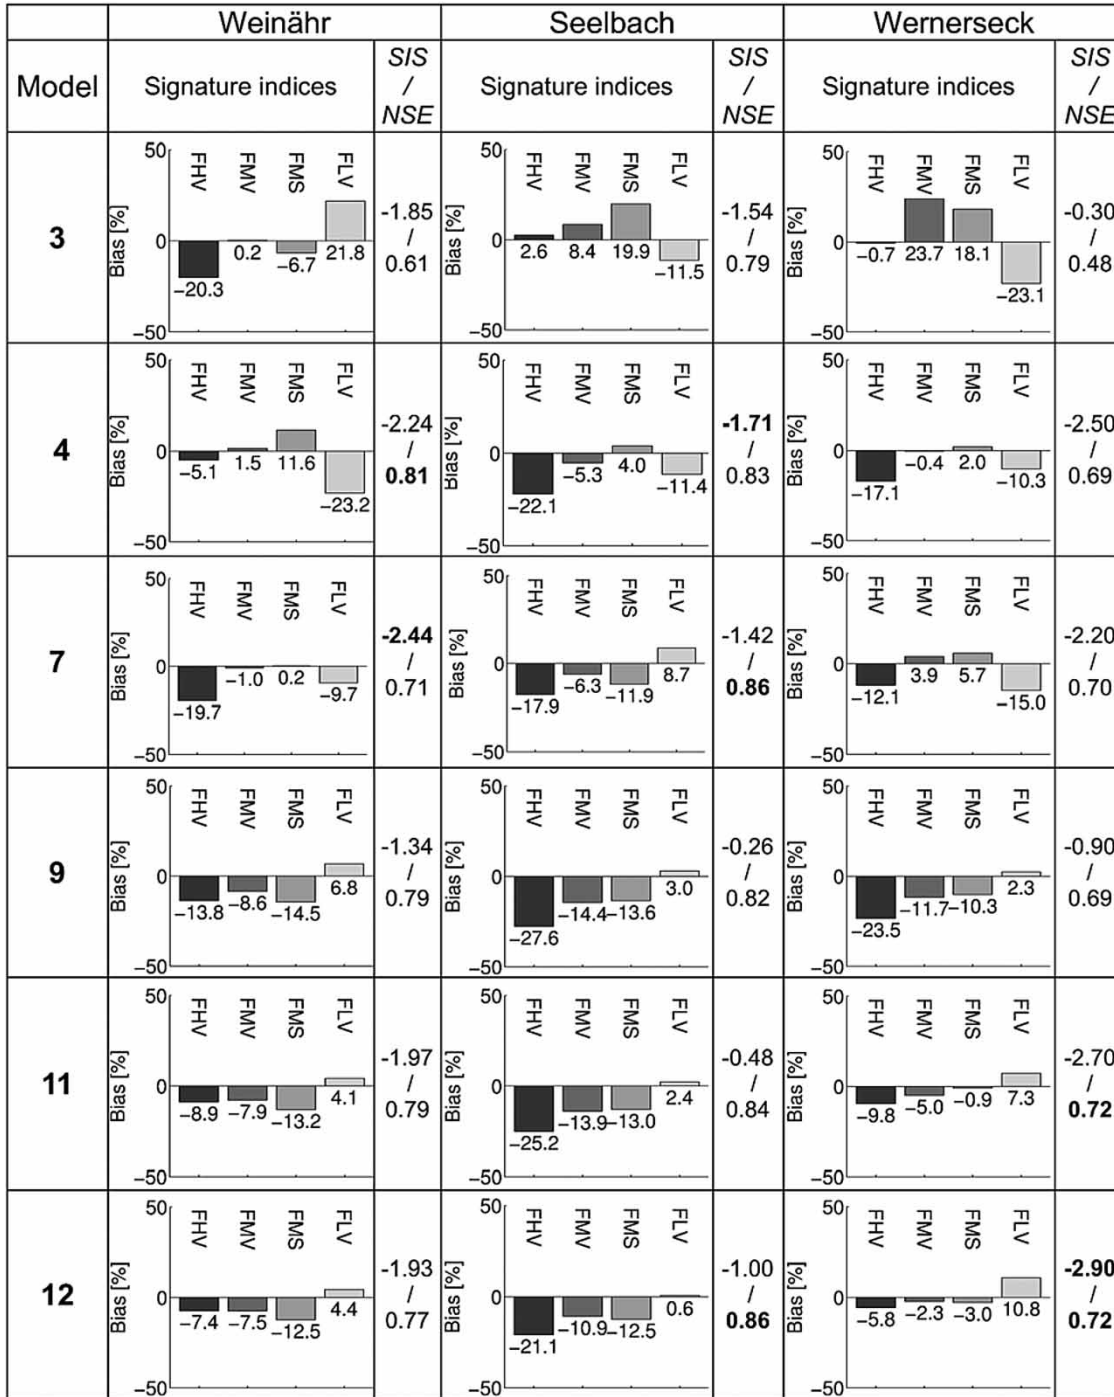 Weinähr Seelbach Wernerseck
Model Signature indices SIS / NSE Signature indices SIS / NSE Signature indices SIS / NSE
3
Bias [%] 50 0 −50
FHV FMV FMS FLV
−20.3 0.2 −6.7 21.8
-1.85 / 0.61
Bias [%] 50 0 −50
FHV FMV FMS FLV
2.6 8.4 19.9 −11.5
-1.54 / 0.79
Bias [%] 50 0 −50
FHV FMV FMS FLV
−0.7 23.7 18.1 −23.1
-0.30 / 0.48
4
Bias [%] 50 0 −50
FHV FMV FMS FLV
−5.1 1.5 11.6 −23.2
-2.24 / 0.81
Bias [%] 50 0 −50
FHV FMV FMS FLV
−22.1 −5.3 4.0 −11.4
-1.71 / 0.83
Bias [%] 50 0 −50
FHV FMV FMS FLV
−17.1 −0.4 2.0 −10.3
-2.50 / 0.69
7
Bias [%] 50 0 −50
FHV FMV FMS FLV
−19.7 −1.0 0.2 −9.7
-2.44 / 0.71
Bias [%] 50 0 −50
FHV FMV FMS FLV
−17.9 −6.3 −11.9 8.7
-1.42 / 0.86
Bias [%] 50 0 −50
FHV FMV FMS FLV
−12.1 3.9 5.7 −15.0
-2.20 / 0.70
9
Bias [%] 50 0 −50
FHV FMV FMS FLV
−13.8 −8.6 −14.5 6.8
-1.34 / 0.79
Bias [%] 50 0 −50
FHV FMV FMS FLV
−27.6 −14.4 −13.6 3.0
-0.26 / 0.82
Bias [%] 50 0 −50
FHV FMV FMS FLV
−23.5 −11.7 −10.3 2.3
-0.90 / 0.69
11
Bias [%] 50 0 −50
FHV FMV FMS FLV
−8.9 −7.9 −13.2 4.1
-1.97 / 0.79
Bias [%] 50 0 −50
FHV FMV FMS FLV
−25.2 −13.9 −13.0 2.4
-0.48 / 0.84
Bias [%] 50 0 −50
FHV FMV FMS FLV
−9.8 −5.0 −0.9 7.3
-2.70 / 0.72
12
Bias [%] 50 0 −50
FHV FMV FMS FLV
−7.4 −7.5 −12.5 4.4
-1.93 / 0.77
Bias [%] 50 0 −50
FHV FMV FMS FLV
−21.1 −10.9 −12.5 0.6
-1.00 / 0.86
Bias [%] 50 0 −50
FHV FMV FMS FLV
−5.8 −2.3 −3.0 10.8
-2.90 / 0.72